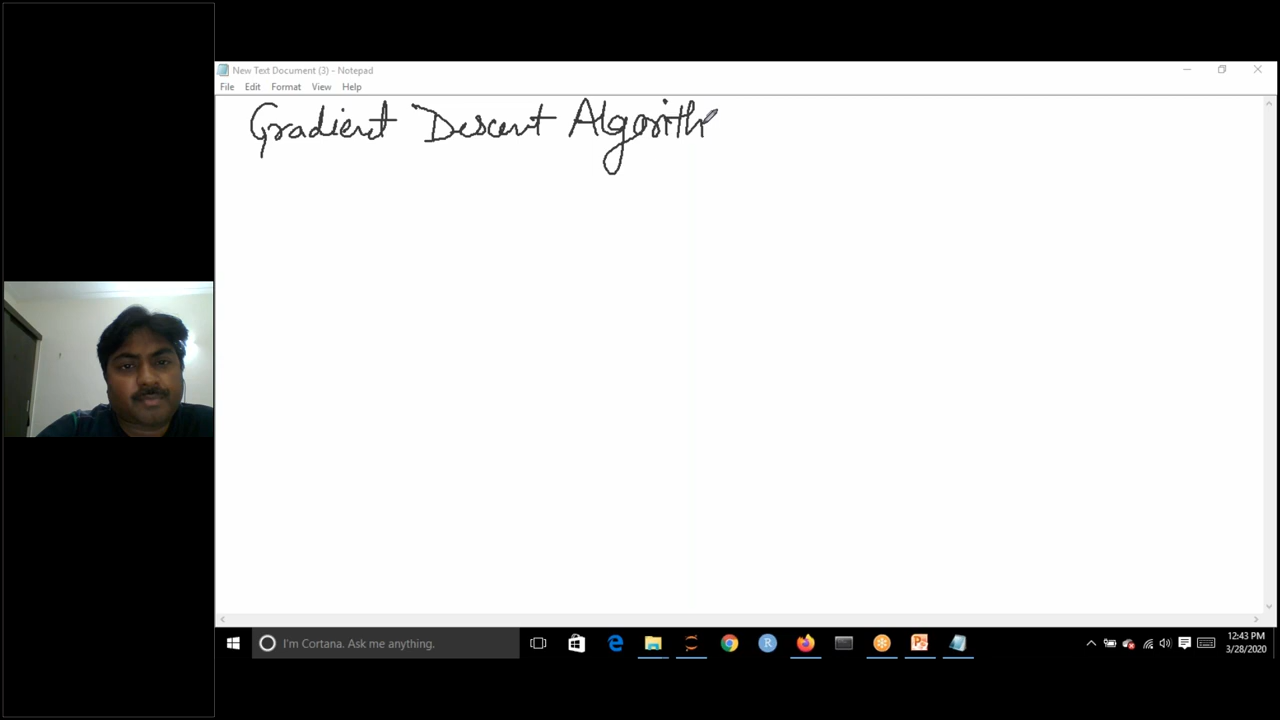 New Text Document (3) - Notepad
File Edit Format View Help
Gradient Descent Algorith
I'm Cortana. Ask me anything.
12:43 PM
3/28/2020